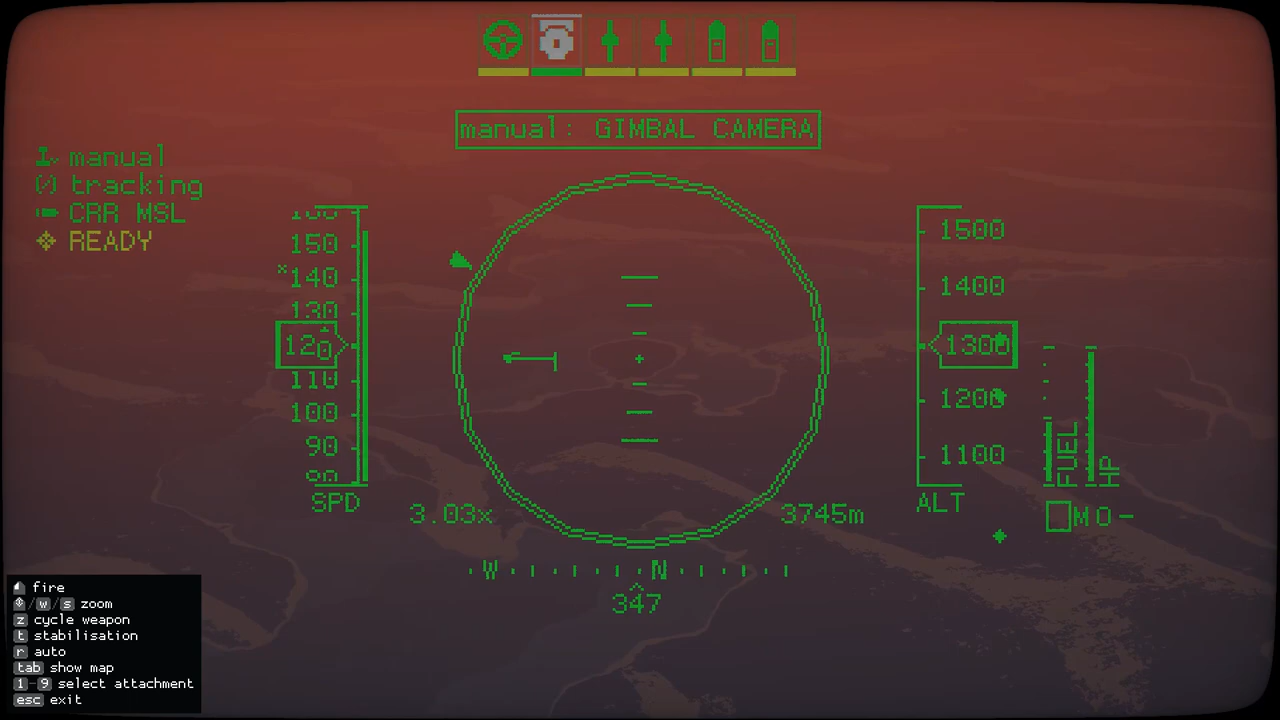 manual: GIMBAL CAMERA
manual
tracking
CRR MSL
READY
150
140
130
120
110
100
90
SPD
1500
1400
1300
1200
1100
ALT
FUEL
HP
MO-
3.03x
3745m
W
N
347
fire
/w/s zoom
z cycle weapon
t stabilisation
r auto
tab show map
1-9 select attachment
esc exit